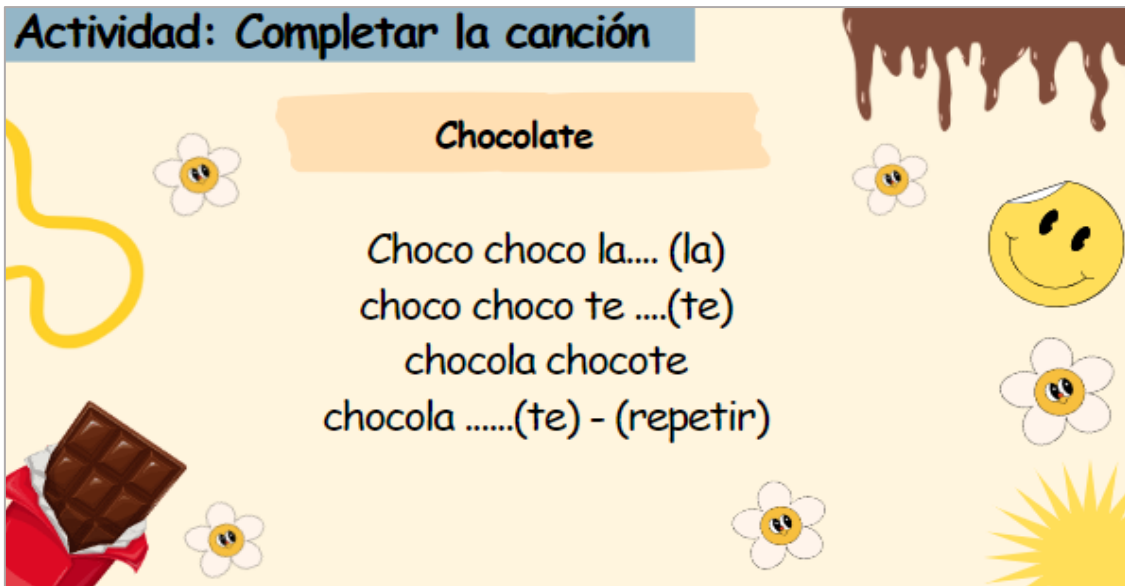 Actividad: Completar la canción
Chocolate
Choco choco la.... (la)
choco choco te ....(te)
chocola chocote
chocola ......(te) - (repetir)